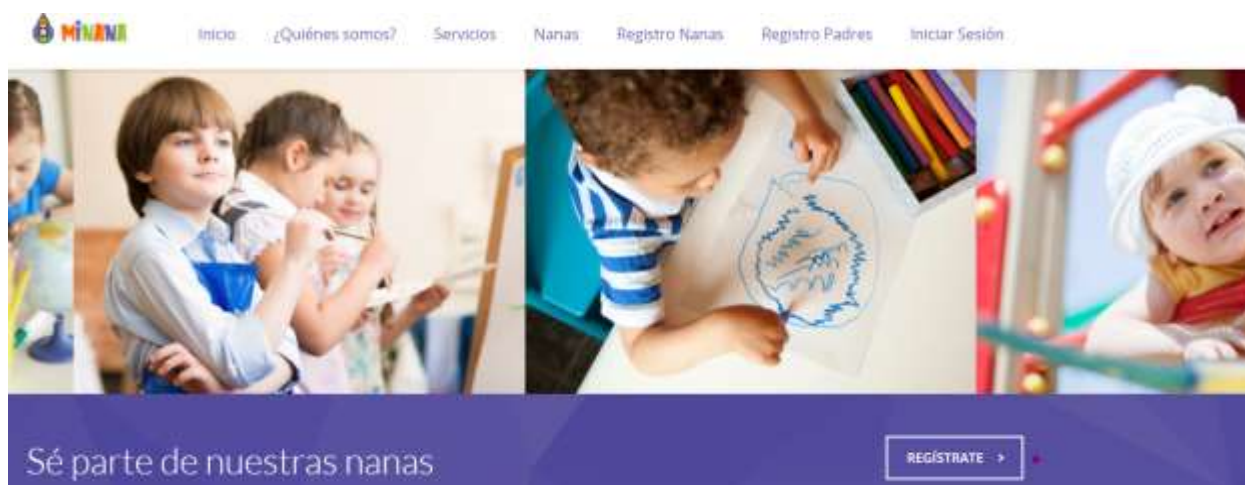 MINANA
Inicio ¿Quiénes somos? Servicios Nanas Registro Nanas Registro Padres Iniciar Sesión
Sé parte de nuestras nanas
REGÍSTRATE >